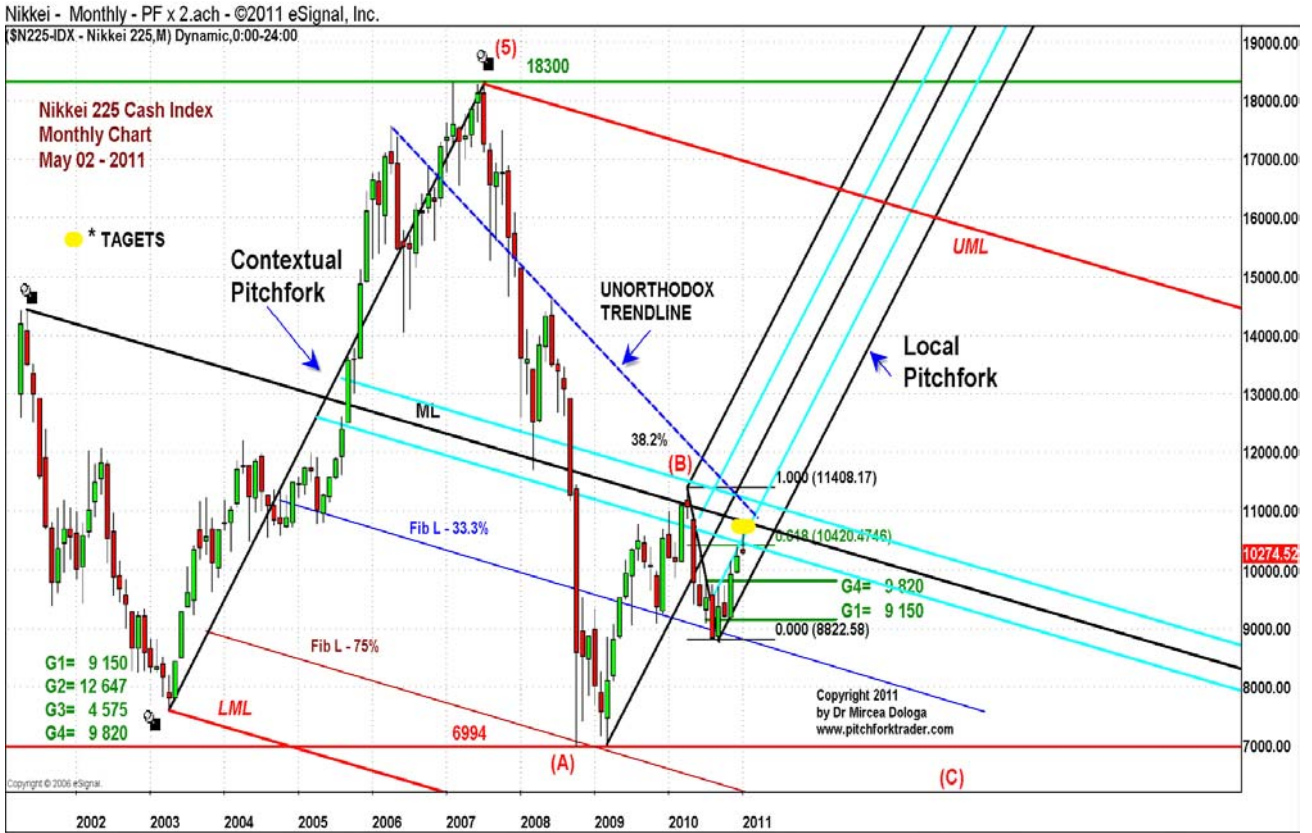 Nikkei - Monthly - PF x 2.ach - ©2011 eSignal, Inc.
($N225-IDX - Nikkei 225,M) Dynamic,0:00-24:00
19000.00
(5)
18300
18000.00
Nikkei 225 Cash Index
Monthly Chart
May 02 - 2011
17000.00
16000.00
* TAGETS
UML
Contextual
Pitchfork
15000.00
UNORTHODOX
TRENDLINE
14000.00
Local
Pitchfork
13000.00
ML
38.2%
12000.00
(B)
1.000 (11408.17)
11000.00
Fib L - 33.3%
0.618 (10420.4746)
10274.52
10000.00
G4= 9 820
G1= 9 150
0.000 (8822.58)
9000.00
Fib L - 75%
G1= 9 150
G2= 12 647
G3= 4 575
G4= 9 820
8000.00
Copyright 2011
by Dr Mircea Dologa
www.pitchforktrader.com
LML
6994
7000.00
(A)
(C)
Copyright © 2006 eSignal.
2002 2003 2004 2005 2006 2007 2008 2009 2010 2011